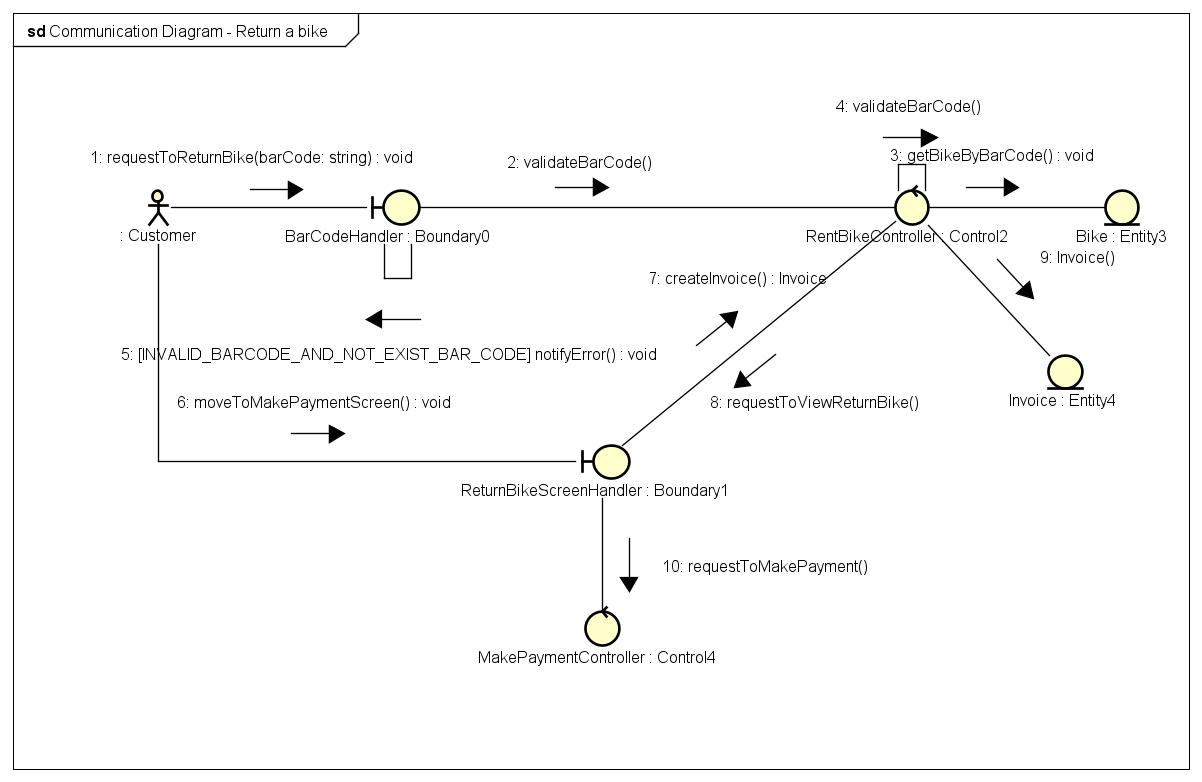 sd Communication Diagram - Return a bike
4: validateBarCode()
1: requestToReturnBike(barCode: string) : void
2: validateBarCode()
3: getBikeByBarCode() : void
: Customer
BarCodeHandler : Boundary0
RentBikeController : Control2
Bike : Entity3
9: Invoice()
7: createInvoice() : Invoice
5: [INVALID_BARCODE_AND_NOT_EXIST_BAR_CODE] notifyError() : void
6: moveToMakePaymentScreen() : void
8: requestToViewReturnBike()
Invoice : Entity4
ReturnBikeScreenHandler : Boundary1
10: requestToMakePayment()
MakePaymentController : Control4